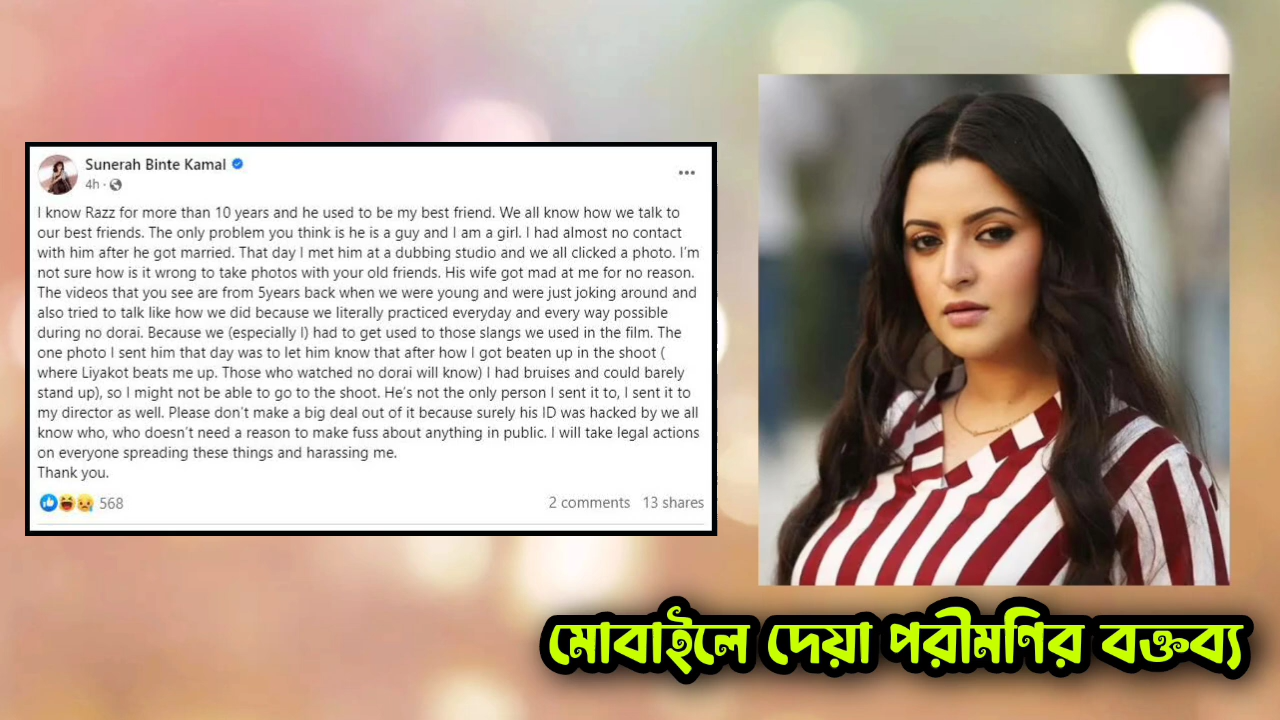 Sunerah Binte Kamal
4h ·
I know Razz for more than 10 years and he used to be my best friend. We all know how we talk to
our best friends. The only problem you think is he is a guy and I am a girl. I had almost no contact
with him after he got married. That day I met him at a dubbing studio and we all clicked a photo. I'm
not sure how is it wrong to take photos with your old friends. His wife got mad at me for no reason.
The videos that you see are from 5years back when we were young and were just joking around and
also tried to talk like how we did because we literally practiced everyday and every way possible
during no dorai. Because we (especially I) had to get used to those slangs we used in the film. The
one photo I sent him that day was to let him know that after how I got beaten up in the shoot (
where Liyakot beats me up. Those who watched no dorai will know) I had bruises and could barely
stand up), so I might not be able to go to the shoot. He's not the only person I sent it to, I sent it to
my director as well. Please don't make a big deal out of it because surely his ID was hacked by we all
know who, who doesn't need a reason to make fuss about anything in public. I will take legal actions
on everyone spreading these things and harassing me.
Thank you.
568 2 comments 13 shares
মোবাইলে দেয়া পরীমণির বক্তব্য